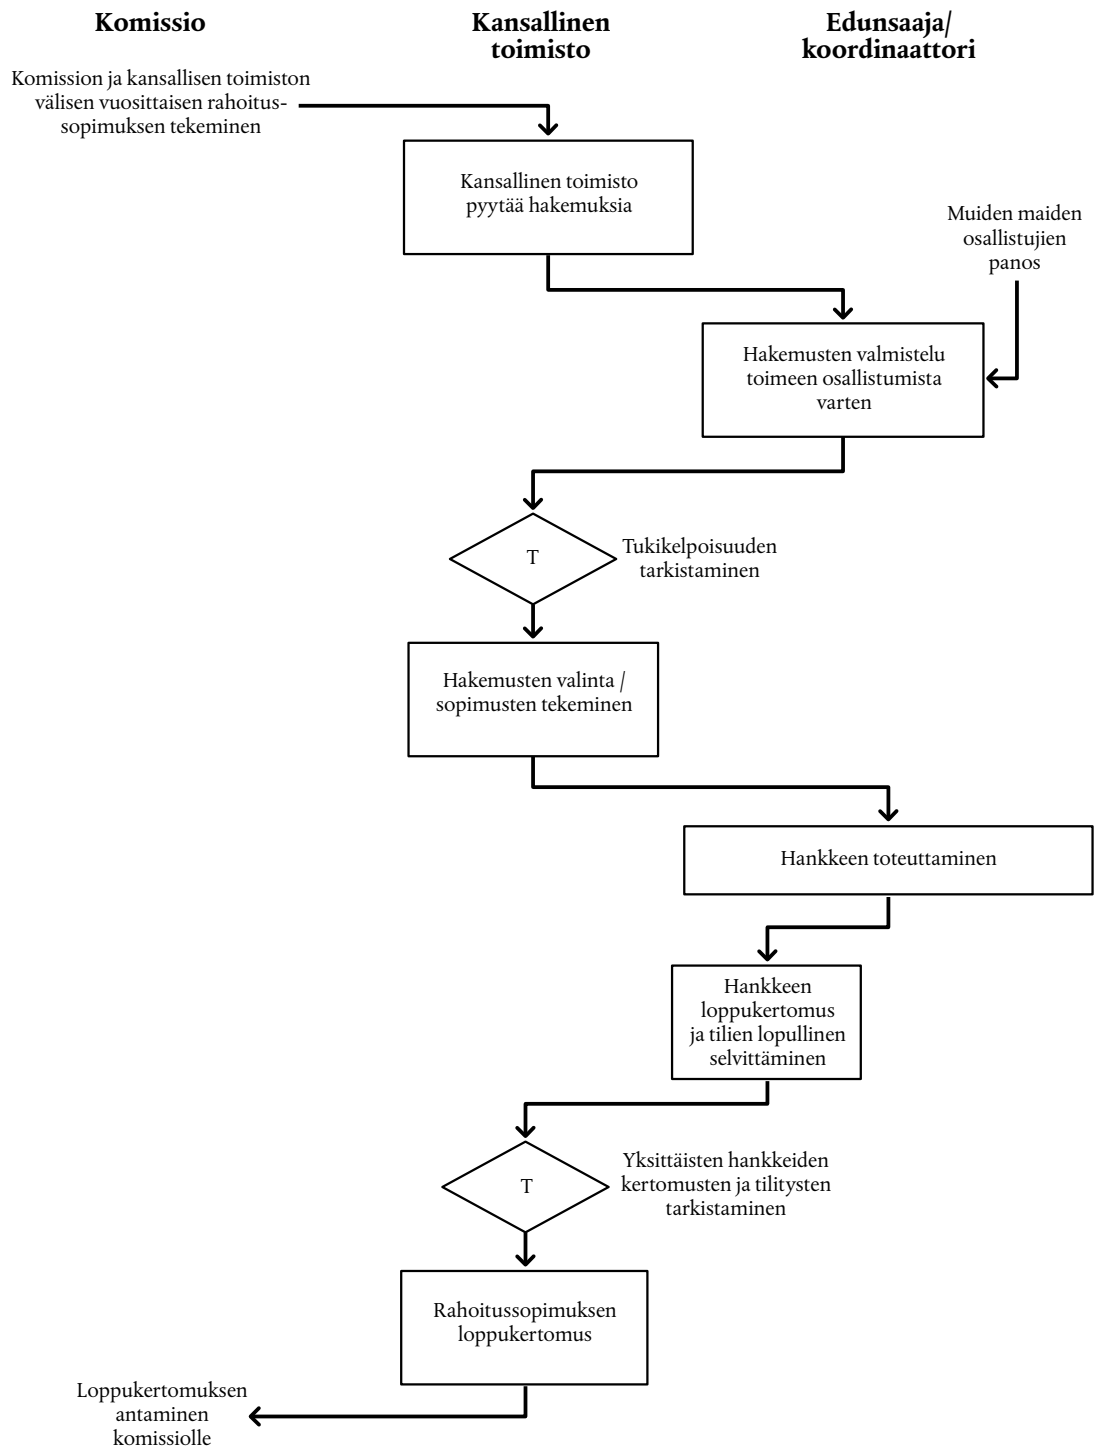 Komissio
Kansallinen
toimisto
Edunsaaja/
koordinaattori
Komission ja kansallisen toimiston
välisen vuosittaisen rahoitus-
sopimuksen tekeminen
Kansallinen toimisto
pyytää hakemuksia
Muiden maiden
osallistujien
panos
Hakemusten valmistelu
toimeen osallistumista
varten
T
Tukikelpoisuuden
tarkistaminen
Hakemusten valinta /
sopimusten tekeminen
Hankkeen toteuttaminen
Hankkeen
loppukertomus
ja tilien lopullinen
selvittäminen
T
Yksittäisten hankkeiden
kertomusten ja tilitysten
tarkistaminen
Rahoitussopimuksen
loppukertomus
Loppukertomuksen
antaminen
komissiolle